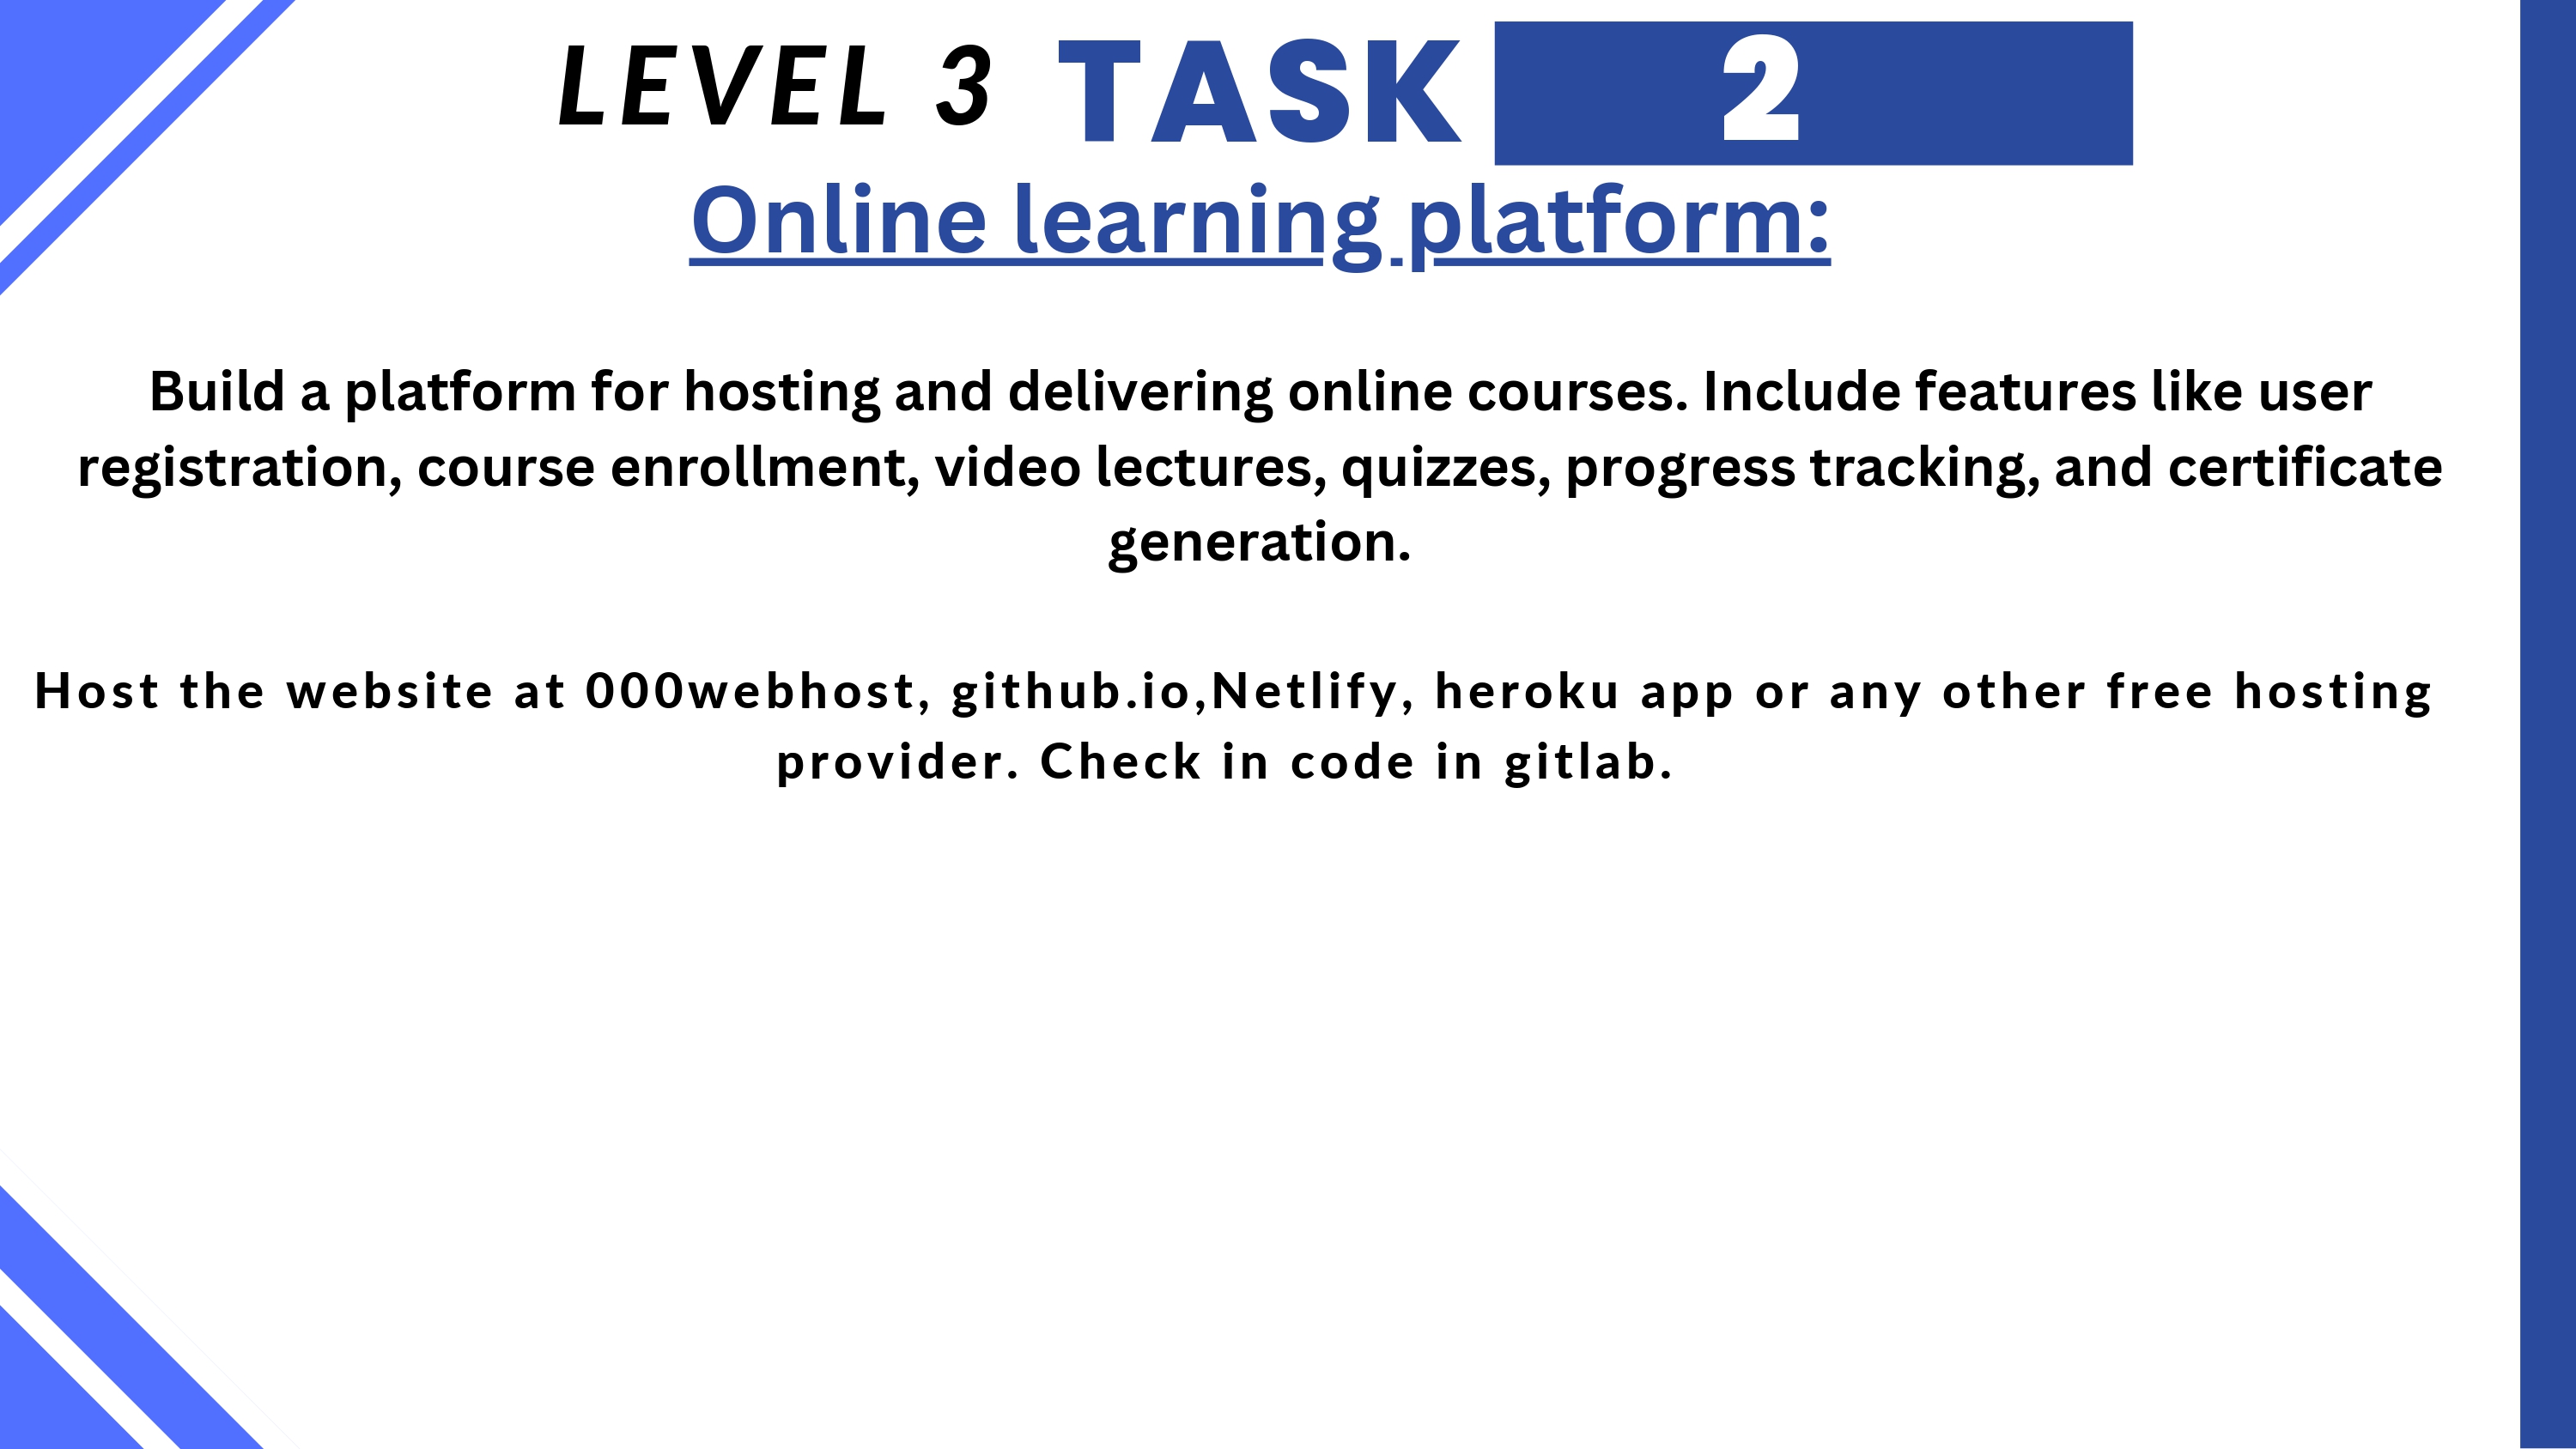 LEVEL 3 TASK 2
Online learning platform:
Build a platform for hosting and delivering online courses. Include features like user
registration, course enrollment, video lectures, quizzes, progress tracking, and certificate
generation.
Host the website at 000webhost, github.io,Netlify, heroku app or any other free hosting
provider. Check in code in gitlab.